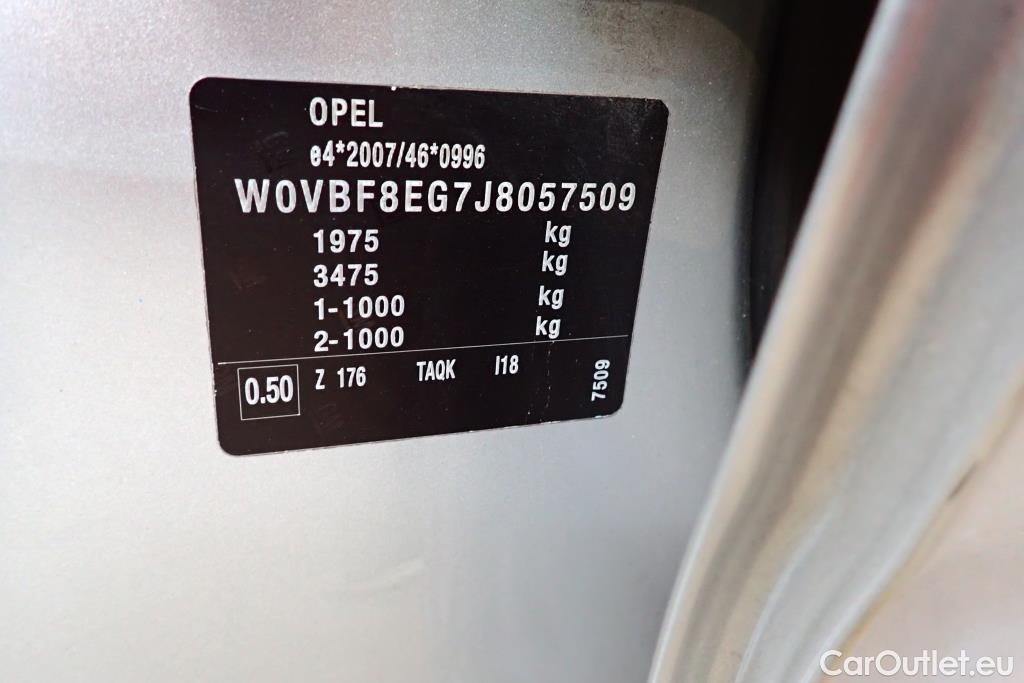 OPEL
e4*2007/46*0996
W0VBF8EG7J8057509
1975 kg
3475 kg
1-1000 kg
2-1000 kg
0.50 Z 176 TAQK I18 7509
CarOutlet.eu